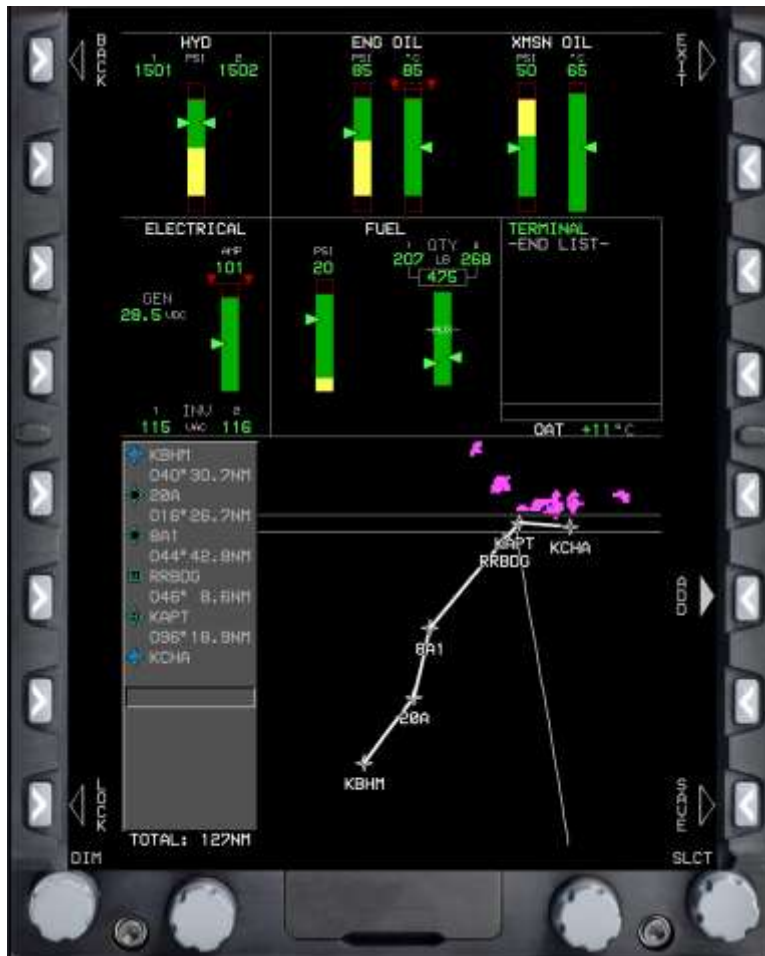 BACK
HYD
1 PSI 2
1501 1502
ENG OIL
PSI °C
85 85
XMSN OIL
PSI °C
50 65
EXIT
ELECTRICAL
AMP
101
GEN
28.5 VDC
1 INV 2
115 VAC 116
FUEL
PSI
20
1 QTY 2
207 LB 268
475
AUX
TERMINAL
-END LIST-
OAT +11°C
KBHM
040° 30.7NM
20A
016° 26.7NM
8A1
044° 42.8NM
RRBDG
046° 8.6NM
KAPT
096° 18.9NM
KCHA
TOTAL: 127NM
KAPT
KCHA
RRBDG
8A1
20A
KBHM
ADD
LOCK
SAVE
DIM
SLCT